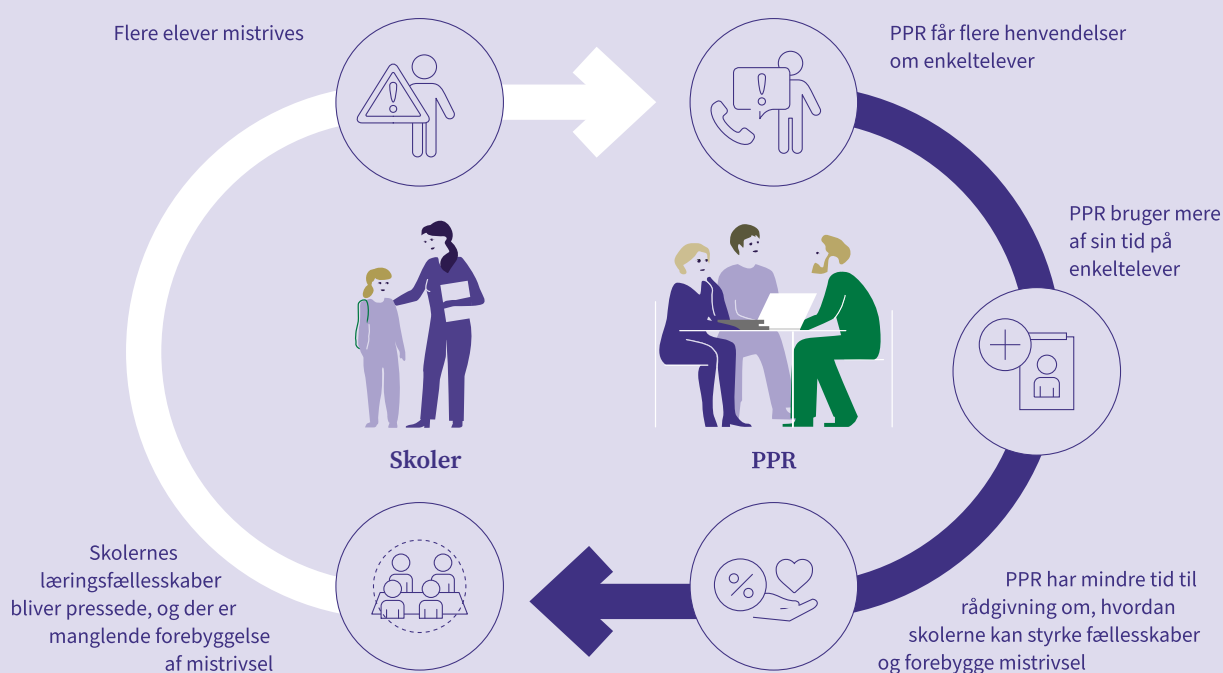 Flere elever mistrives
PPR får flere henvendelser
om enkeltelever
PPR bruger mere
af sin tid på
enkeltelever
Skoler
PPR
PPR har mindre tid til
rådgivning om, hvordan
skolerne kan styrke fællesskaber
og forebygge mistrivsel
Skolernes
læringsfællesskaber
bliver pressede, og der er
manglende forebyggelse
af mistrivsel